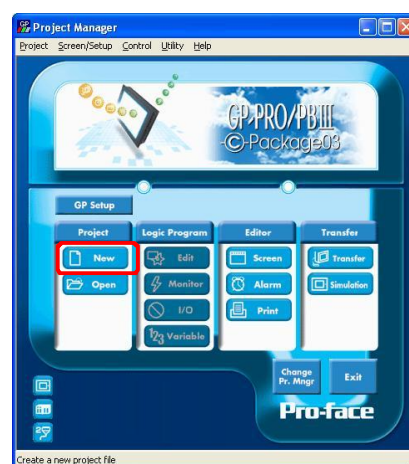 Project Manager
Project Screen/Setup Control Utility Help
GP-PRO/PBIII
-C-Package03
GP Setup
Project Logic Program Editor Transfer
New Edit Screen Transfer
Open Monitor Alarm Simulation
I/O Print
123 Variable
Change Pr. Mngr Exit
Pro-face
Create a new project file